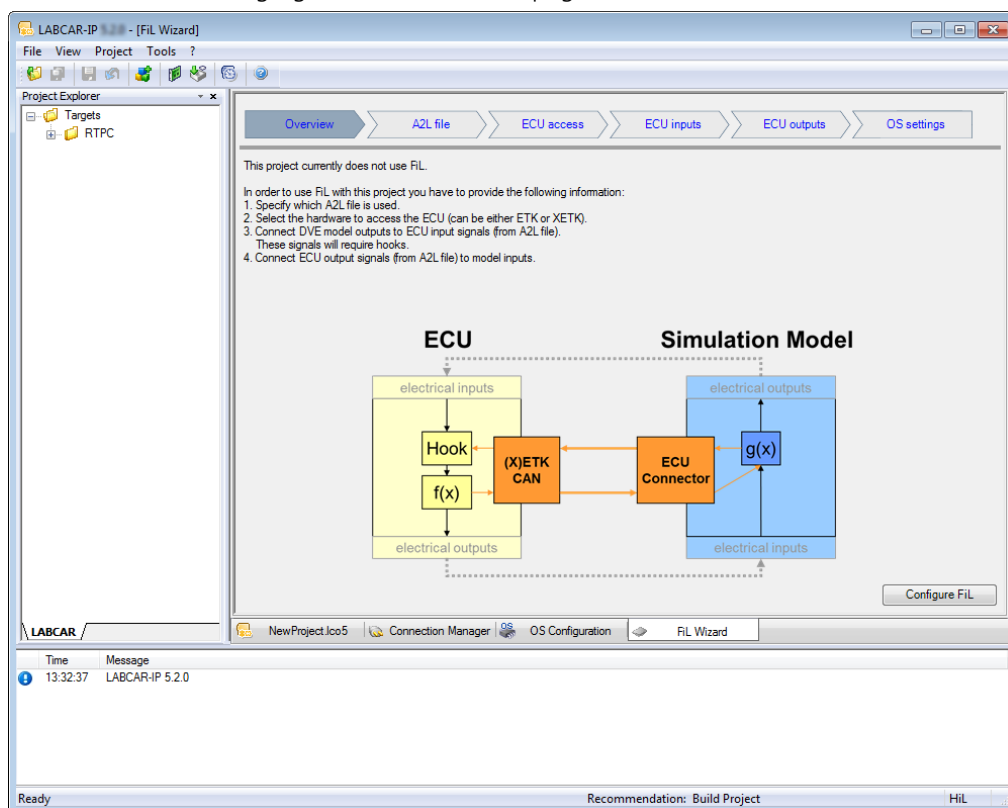 LABCAR-IP - [FiL Wizard]
File View Project Tools ?
Project Explorer
Targets
RTPC
Overview
A2L file
ECU access
ECU inputs
ECU outputs
OS settings
This project currently does not use FiL.
In order to use FiL with this project you have to provide the following information:
1. Specify which A2L file is used.
2. Select the hardware to access the ECU (can be either ETK or XETK).
3. Connect DVE model outputs to ECU input signals (from A2L file).
These signals will require hooks.
4. Connect ECU output signals (from A2L file) to model inputs.
ECU
Simulation Model
electrical inputs
electrical outputs
Hook
f(x)
(X)ETK
CAN
ECU
Connector
g(x)
electrical outputs
electrical inputs
Configure FiL
LABCAR
NewProject.lco5
Connection Manager
OS
OS Configuration
FiL Wizard
Time Message
13:32:37 LABCAR-IP 5.2.0
Ready
Recommendation: Build Project
HiL